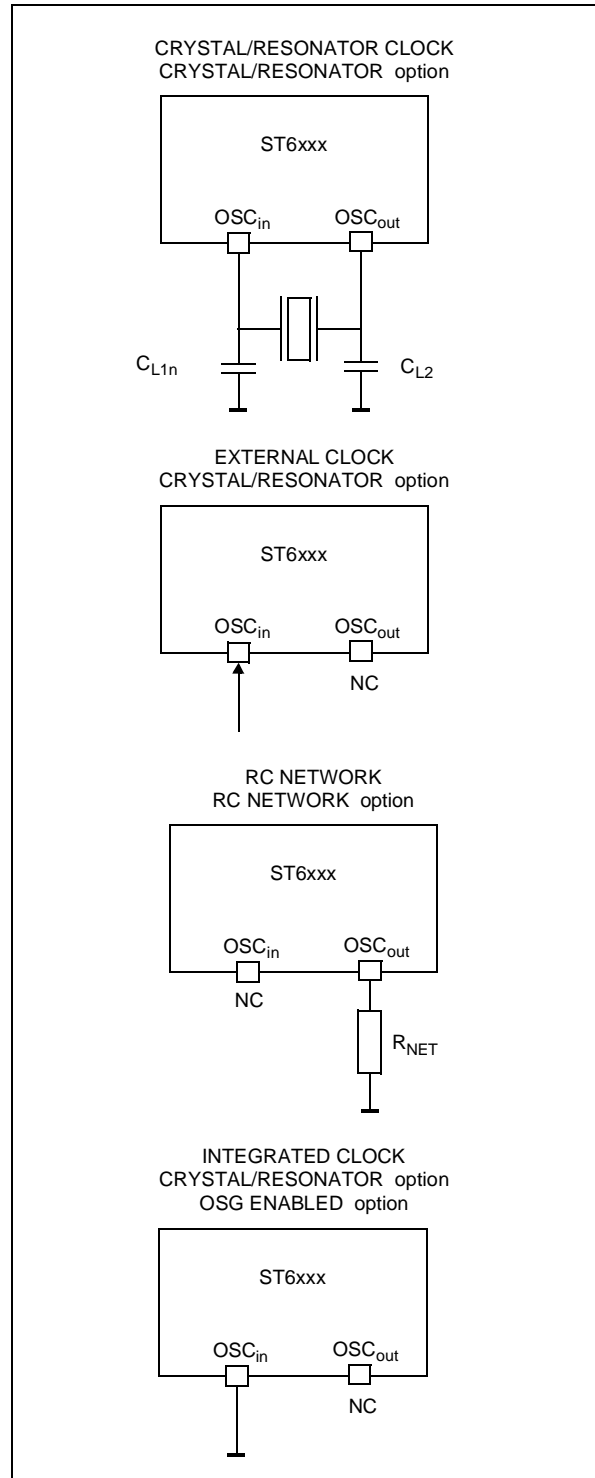 CRYSTAL/RESONATOR CLOCK
CRYSTAL/RESONATOR option
ST6xxx
OSCin OSCout
CL1n CL2
EXTERNAL CLOCK
CRYSTAL/RESONATOR option
ST6xxx
OSCin OSCout
NC
RC NETWORK
RC NETWORK option
ST6xxx
OSCin OSCout
NC
RNET
INTEGRATED CLOCK
CRYSTAL/RESONATOR option
OSG ENABLED option
ST6xxx
OSCin OSCout
NC